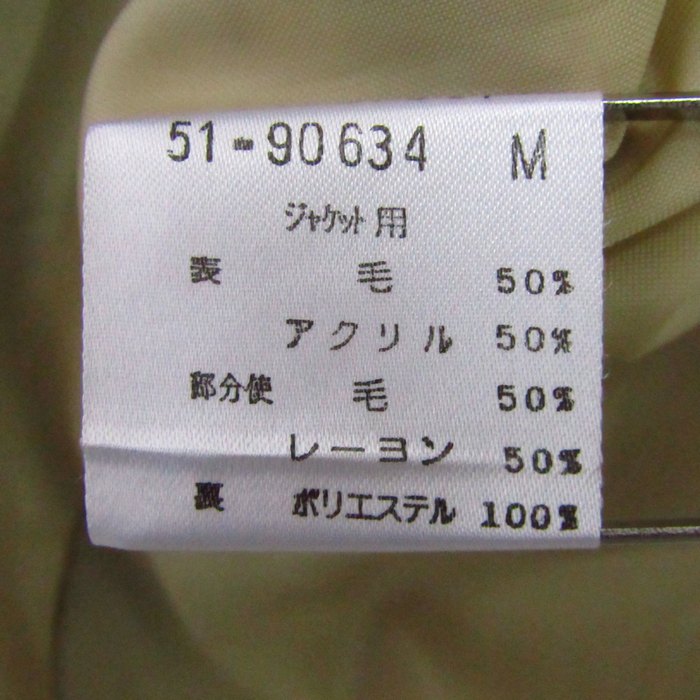 51-90634 M
ジャケット用
表 毛 50%
アクリル 50%
部分使 毛 50%
レーヨン 50%
裏 ポリエステル 100%